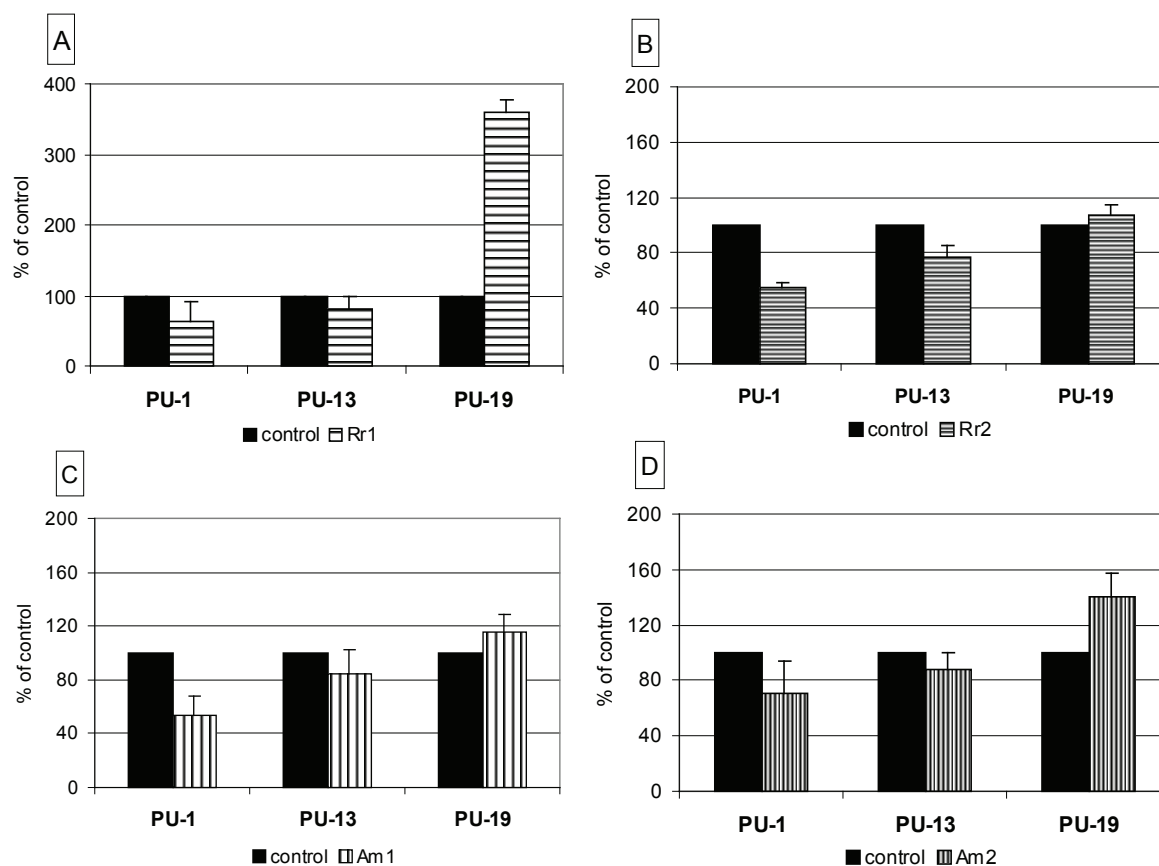 A
% of control
400
300
200
100
0
PU-1 PU-13 PU-19
control Rr1
B
% of control
200
160
120
80
40
0
PU-1 PU-13 PU-19
control Rr2
C
% of control
200
160
120
80
40
0
PU-1 PU-13 PU-19
control Am1
D
% of control
200
160
120
80
40
0
PU-1 PU-13 PU-19
control Am2